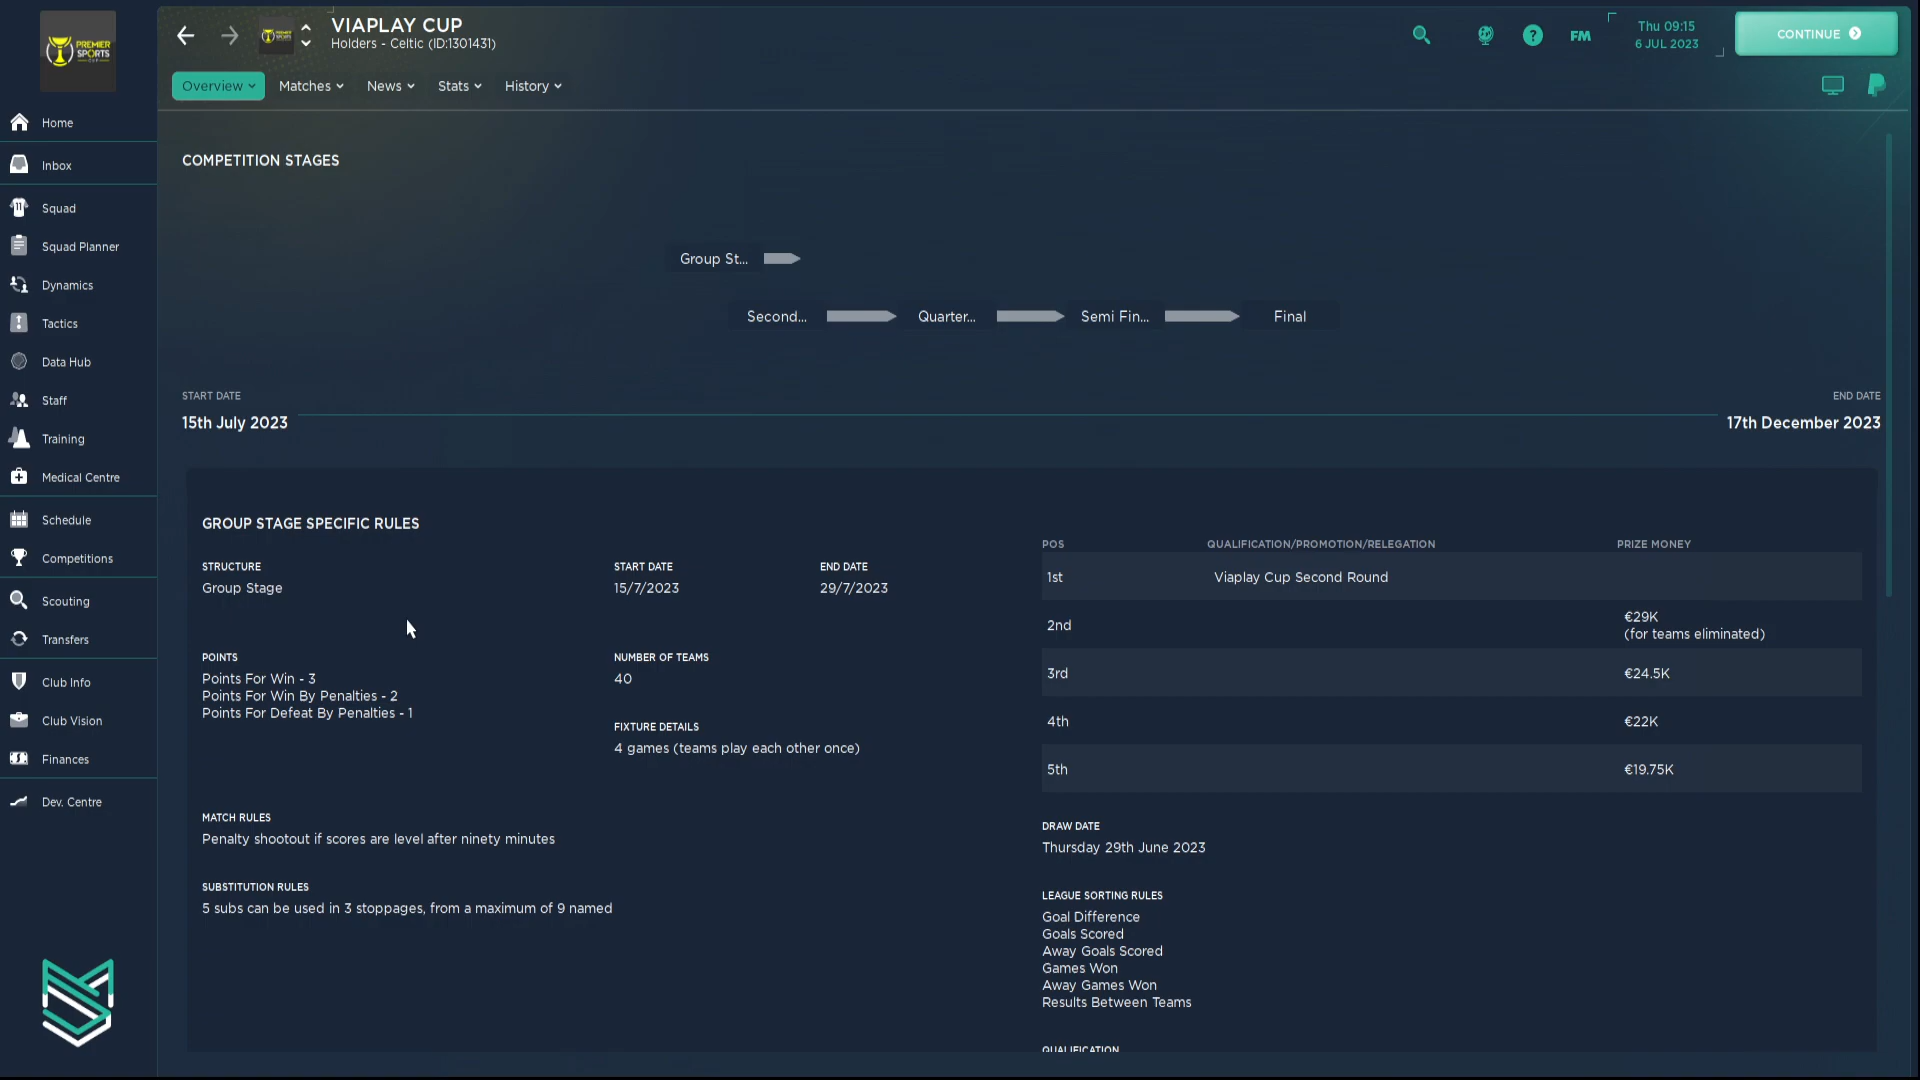 PREMIER
SPORTS
CUP
VIAPLAY CUP
Holders - Celtic (ID:1301431)
FM
Thu 09:15
6 JUL 2023
CONTINUE
Overview
Matches
News
Stats
History
Home
Inbox
11
Squad
Squad Planner
Dynamics
Tactics
Data Hub
Staff
Training
Medical Centre
Schedule
Competitions
Scouting
Transfers
Club Info
Club Vision
Finances
Dev. Centre
COMPETITION STAGES
Group St...
Second...
Quarter...
Semi Fin...
Final
START DATE
15th July 2023
END DATE
17th December 2023
GROUP STAGE SPECIFIC RULES
STRUCTURE
Group Stage
START DATE
15/7/2023
END DATE
29/7/2023
POINTS
Points For Win - 3
Points For Win By Penalties - 2
Points For Defeat By Penalties - 1
NUMBER OF TEAMS
40
FIXTURE DETAILS
4 games (teams play each other once)
MATCH RULES
Penalty shootout if scores are level after ninety minutes
SUBSTITUTION RULES
5 subs can be used in 3 stoppages, from a maximum of 9 named
POS QUALIFICATION/PROMOTION/RELEGATION PRIZE MONEY
1st Viaplay Cup Second Round
2nd €29K
(for teams eliminated)
3rd €24.5K
4th €22K
5th €19.75K
DRAW DATE
Thursday 29th June 2023
LEAGUE SORTING RULES
Goal Difference
Goals Scored
Away Goals Scored
Games Won
Away Games Won
Results Between Teams
QUALIFICATION